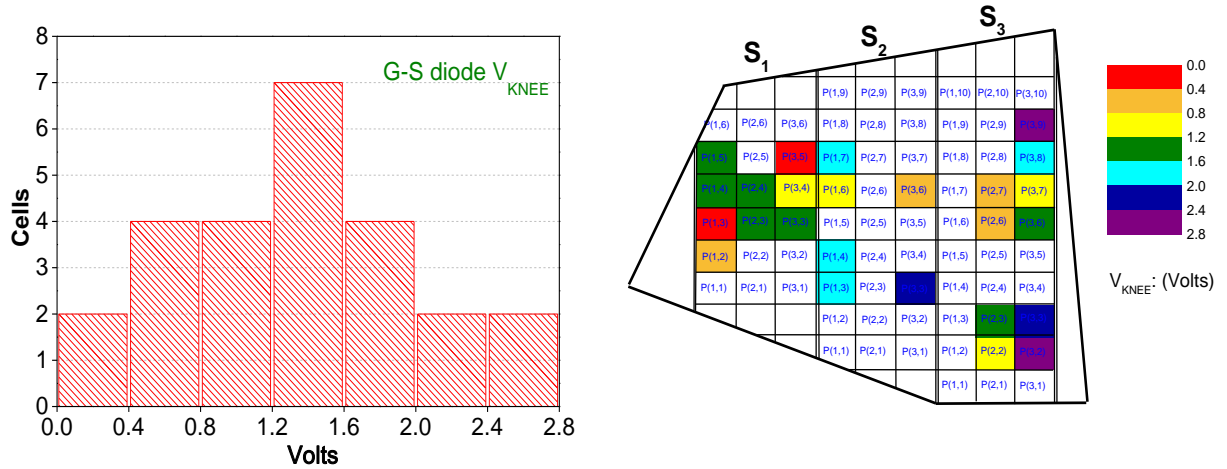 8
7
6
5
4
3
2
1
0
Cells
G-S diode V KNEE
0.0 0.4 0.8 1.2 1.6 2.0 2.4 2.8
Volts
S1 S2 S3
P(1,9) P(2,9) P(3,9) P(1,10) P(2,10) P(3,10)
P(1,6) P(2,6) P(3,6) P(1,8) P(2,8) P(3,8) P(1,9) P(2,9) P(3,9)
P(1,5) P(2,5) P(3,5) P(1,7) P(2,7) P(3,7) P(1,8) P(2,8) P(3,8)
P(1,4) P(2,4) P(3,4) P(1,6) P(2,6) P(3,6) P(1,7) P(2,7) P(3,7)
P(1,3) P(2,3) P(3,3) P(1,5) P(2,5) P(3,5) P(1,6) P(2,6) P(3,6)
P(1,2) P(2,2) P(3,2) P(1,4) P(2,4) P(3,4) P(1,5) P(2,5) P(3,5)
P(1,1) P(2,1) P(3,1) P(1,3) P(2,3) P(1,4) P(2,4) P(3,4)
P(1,2) P(2,2) P(3,2) P(1,3) P(2,3)
P(1,1) P(2,1) P(3,1) P(1,2) P(2,2) P(3,2)
P(1,1) P(2,1) P(3,1)
0.0
0.4
0.8
1.2
1.6
2.0
2.4
2.8
VKNEE: (Volts)